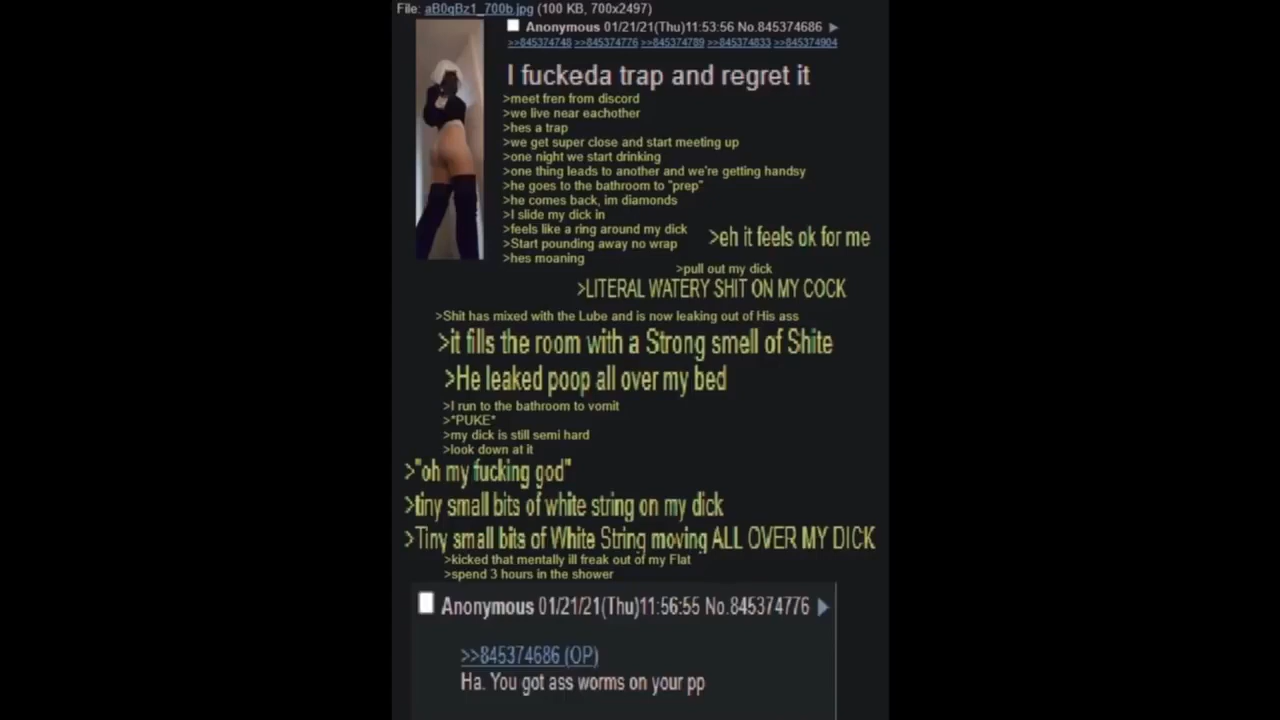 File: aB0qBz1_700b.jpg (100 KB, 700x2497)
Anonymous 01/21/21(Thu)11:53:56 No.845374686 ▶
>>845374748 >>845374776 >>845374789 >>845374833 >>845374904
I fuckeda trap and regret it
>meet fren from discord
>we live near eachother
>hes a trap
>we get super close and start meeting up
>one night we start drinking
>one thing leads to another and we're getting handsy
>he goes to the bathroom to "prep"
>he comes back, im diamonds
>I slide my dick in
>feels like a ring around my dick
>eh it feels ok for me
>Start pounding away no wrap
>hes moaning
>pull out my dick
>LITERAL WATERY SHIT ON MY COCK
>Shit has mixed with the Lube and is now leaking out of His ass
>it fills the room with a Strong smell of Shite
>He leaked poop all over my bed
>I run to the bathroom to vomit
>*PUKE*
>my dick is still semi hard
>look down at it
>"oh my fucking god"
>tiny small bits of white string on my dick
>Tiny small bits of White String moving ALL OVER MY DICK
>kicked that mentally ill freak out of my Flat
>spend 3 hours in the shower
Anonymous 01/21/21(Thu)11:56:55 No.845374776 ▶
>>845374686 (OP)
Ha. You got ass worms on your pp